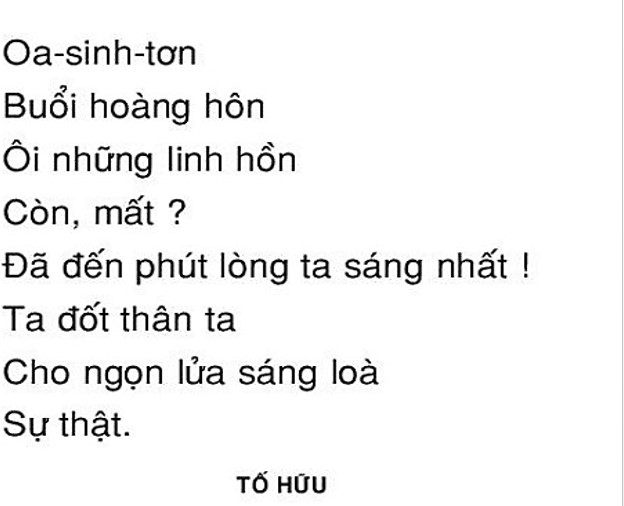 Oa-sinh-tơn
Buổi hoàng hôn
Ôi những linh hồn
Còn, mất ?
Đã đến phút lòng ta sáng nhất !
Ta đốt thân ta
Cho ngọn lửa sáng loà
Sự thật.
TỐ HỮU